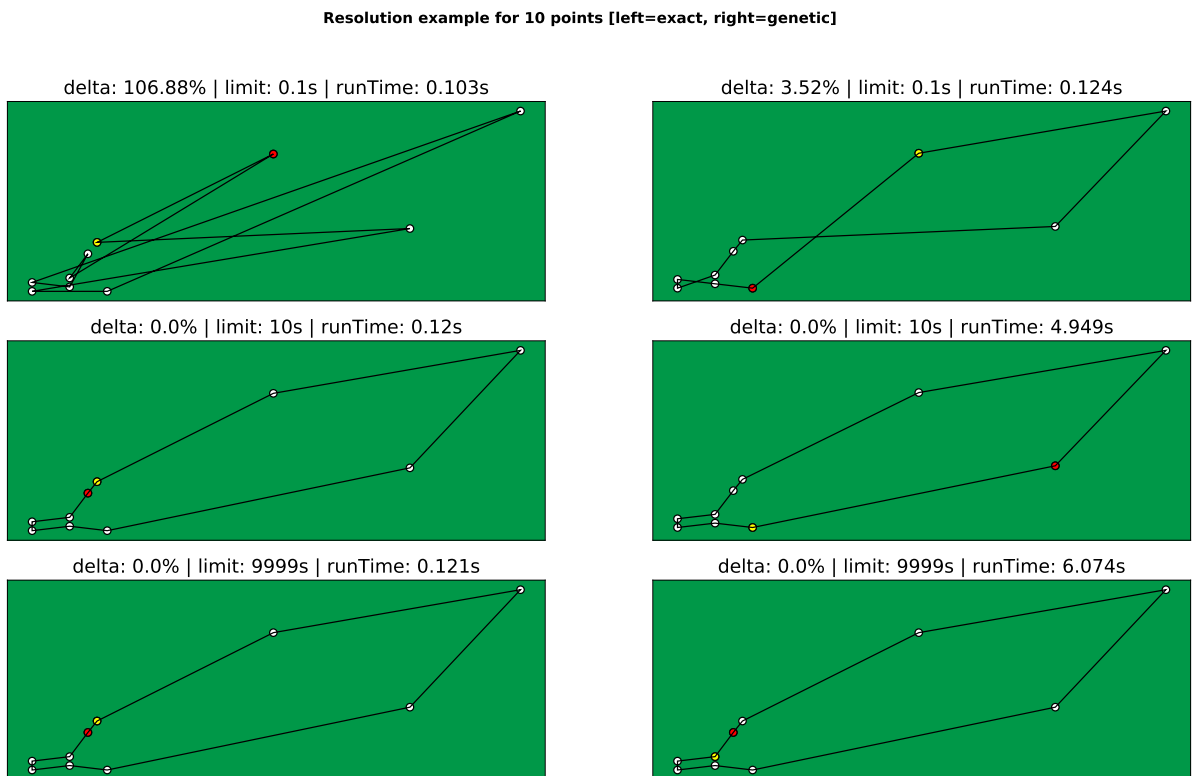 Resolution example for 10 points [left=exact, right=genetic]
delta: 106.88% | limit: 0.1s | runTime: 0.103s
delta: 3.52% | limit: 0.1s | runTime: 0.124s
delta: 0.0% | limit: 10s | runTime: 0.12s
delta: 0.0% | limit: 10s | runTime: 4.949s
delta: 0.0% | limit: 9999s | runTime: 0.121s
delta: 0.0% | limit: 9999s | runTime: 6.074s